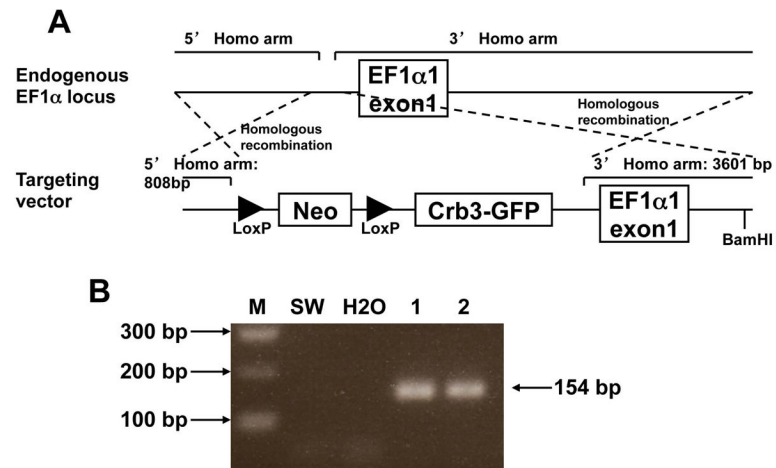 A
5’ Homo arm
3’ Homo arm
Endogenous
EF1α locus
EF1α1
exon1
Homologous
recombination
Homologous
recombination
5’ Homo arm:
808bp
3’ Homo arm: 3601 bp
Targeting
vector
LoxP
Neo
LoxP
Crb3-GFP
EF1α1
exon1
BamHI
B
M SW H2O 1 2
300 bp
200 bp
154 bp
100 bp